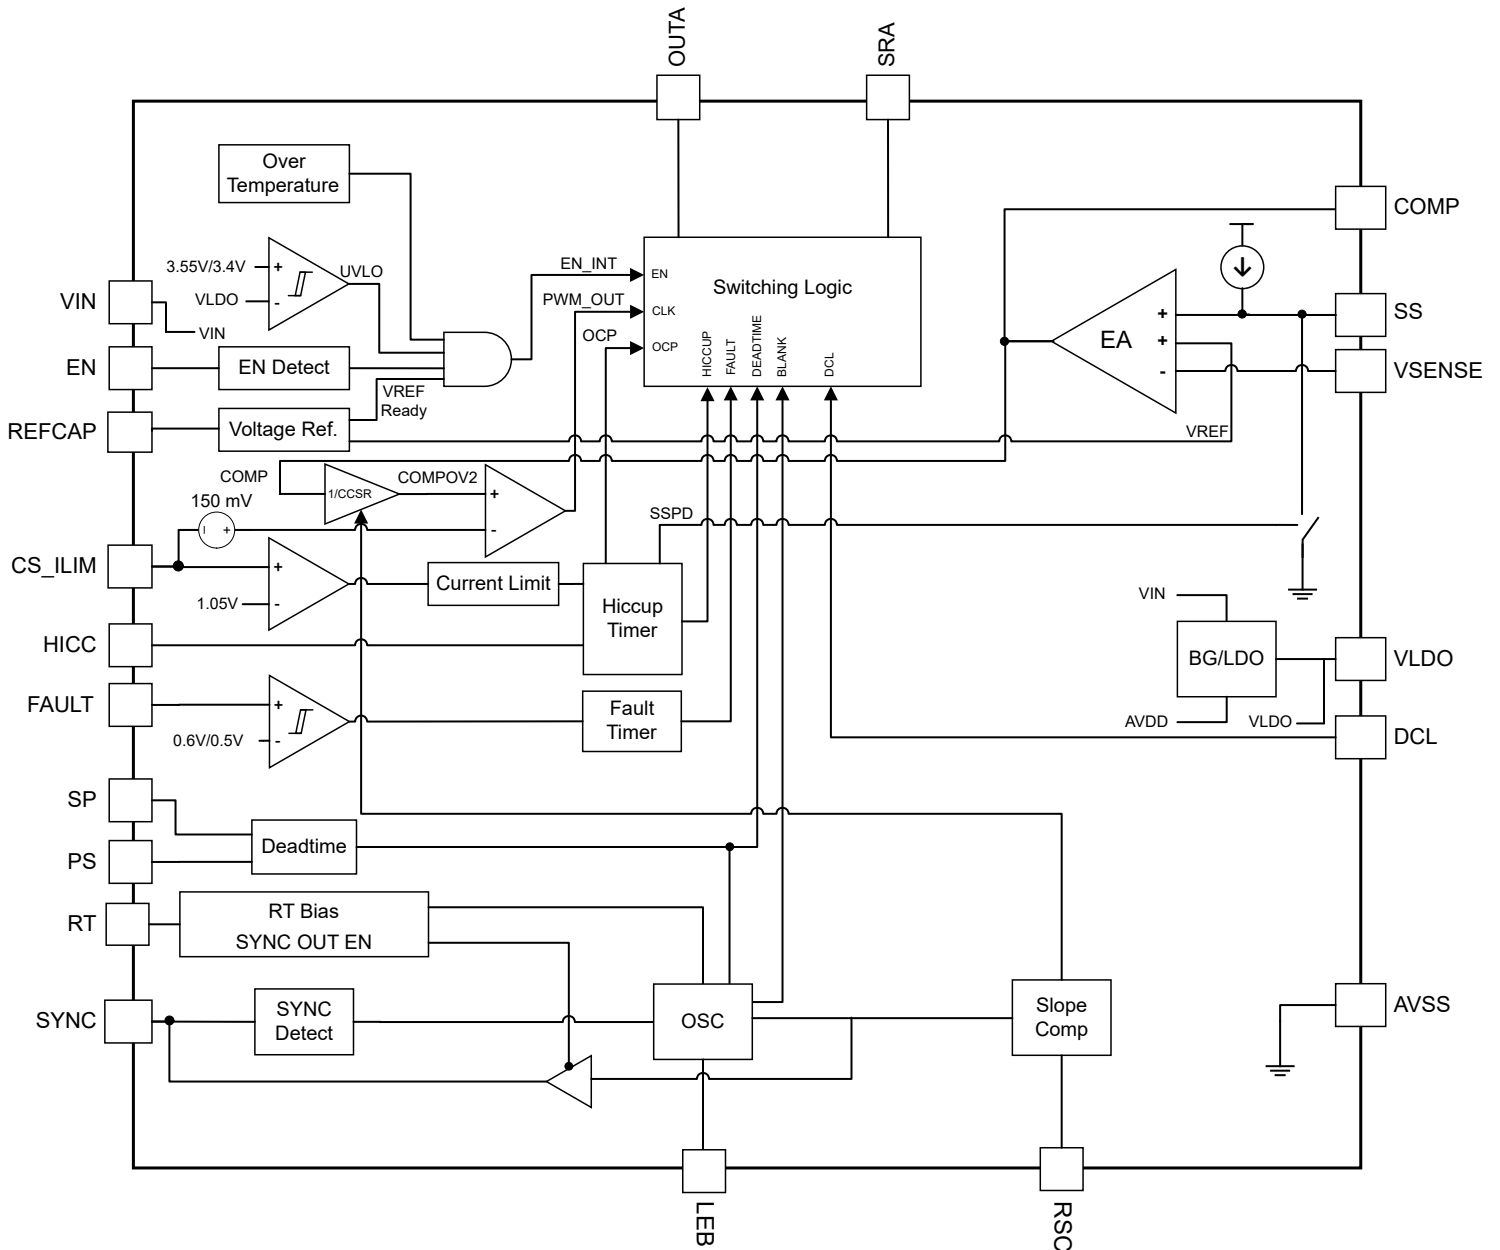 OUTA
SRA
Over
Temperature
COMP
3.55V/3.4V
+
UVLO
VLDO
-
VIN
VIN
EN_INT
EN
Switching Logic
PWM_OUT
CLK
OCP
OCP
HICCUP
FAULT
DEADTIME
BLANK
DCL
+
SS
EA
+
-
VSENSE
EN
EN Detect
VREF
Ready
REFCAP
Voltage Ref.
VREF
COMP
1/CCSR
COMPOV2
+
-
150 mV
+
SSPD
CS_ILIM
+
1.05V
-
Current Limit
Hiccup
Timer
VIN
BG/LDO
VLDO
AVDD
VLDO
HICC
FAULT
+
0.6V/0.5V
-
Fault
Timer
DCL
SP
PS
Deadtime
RT
RT Bias
SYNC OUT EN
SYNC
SYNC
Detect
OSC
Slope
Comp
AVSS
LEB
RSC